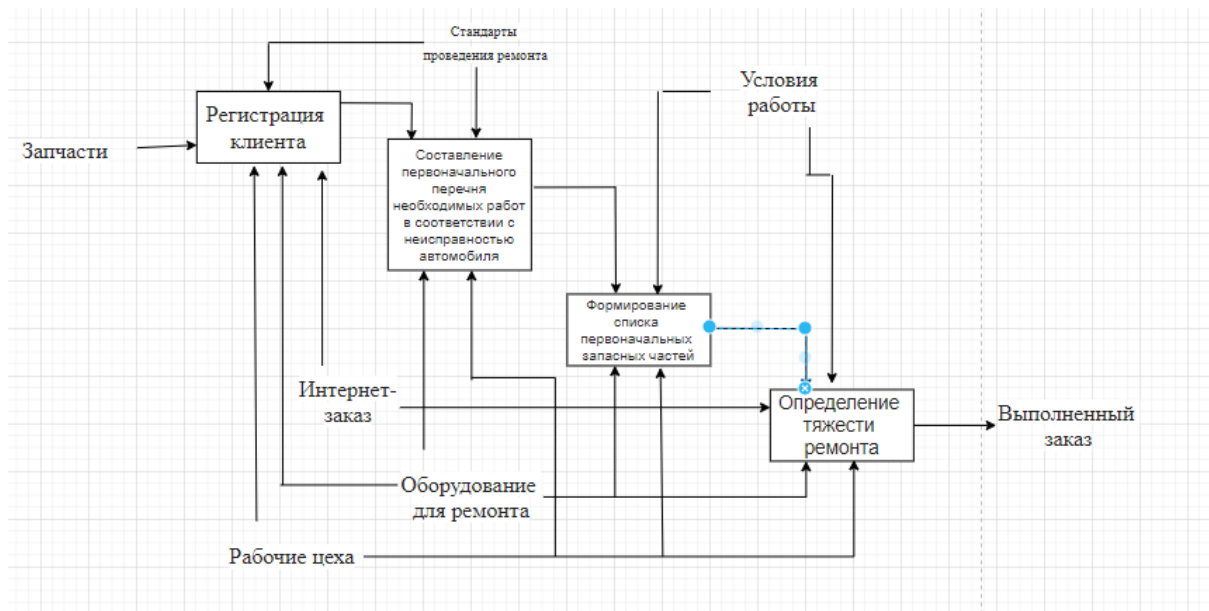 Стандарты
проведения ремонта
Условия
работы
Регистрация
клиента
Запчасти
Составление
первоначального
перечня
необходимых работ
в соответствии с
неисправностью
автомобиля
Формирование
списка
первоначальных
запасных частей
Интернет-
заказ
Определение
тяжести
ремонта
Выполненный
заказ
Оборудование
для ремонта
Рабочие цеха